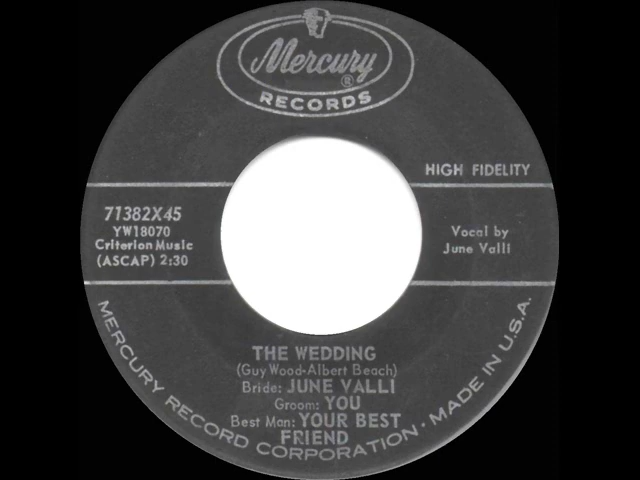 Mercury
®
RECORDS
HIGH FIDELITY
71382X45
YW18070
Criterion Music
(ASCAP) 2:30
Vocal by
June Valli
THE WEDDING
(Guy Wood-Albert Beach)
Bride: JUNE VALLI
Groom: YOU
Best Man: YOUR BEST
FRIEND
MERCURY RECORD CORPORATION • MADE IN U.S.A.